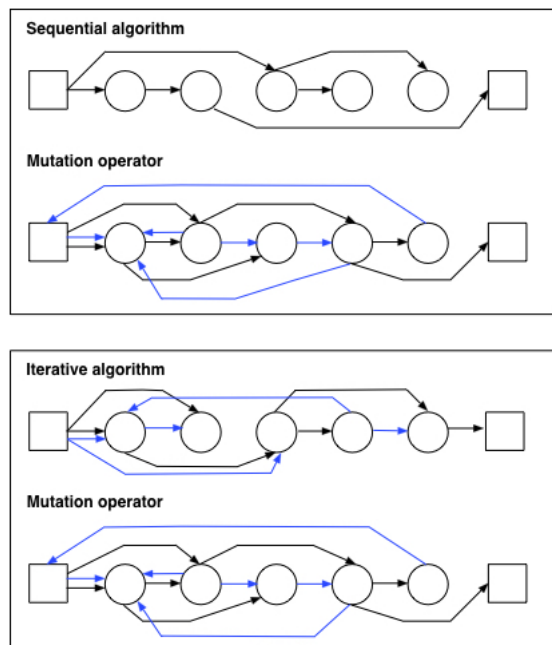 Sequential algorithm
Mutation operator
Iterative algorithm
Mutation operator